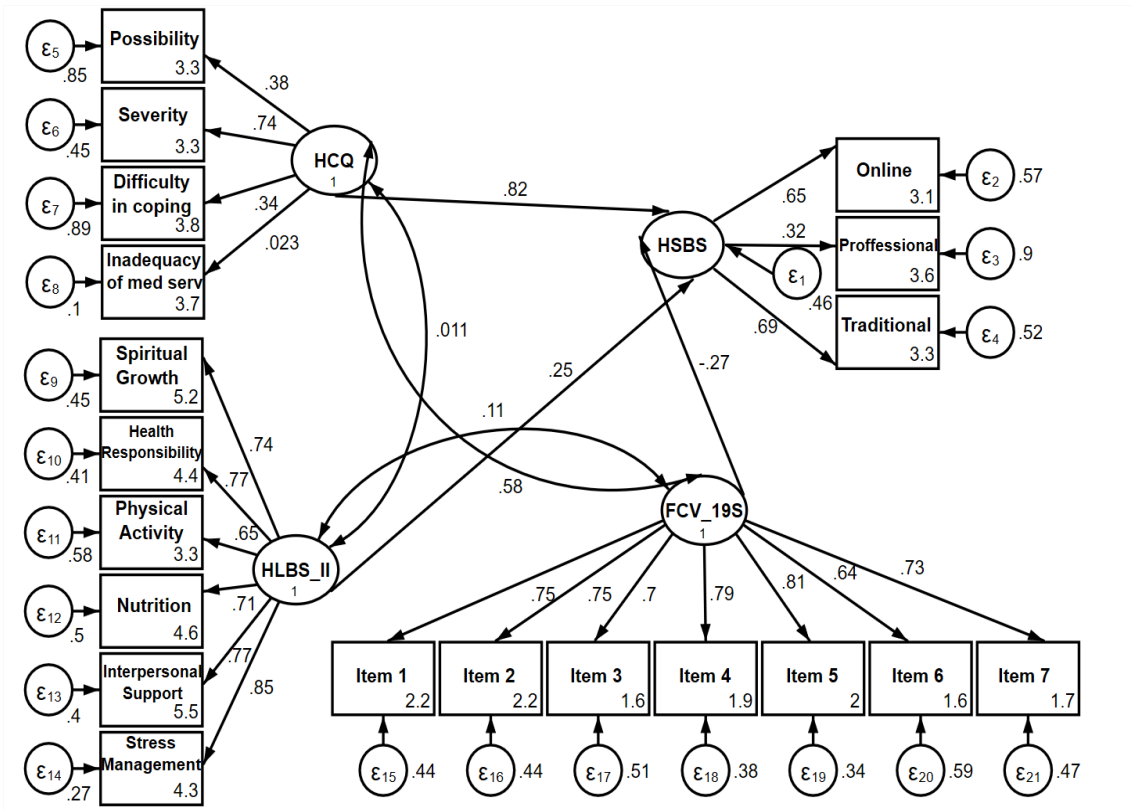 ε5
.85
Possibility
3.3
.38
ε6
.45
Severity
3.3
.74
HCQ
1
ε7
.89
Difficulty
in coping
3.8
.34
ε8
.1
Inadequacy
of med serv
3.7
.023
.82
HSBS
ε1
.46
.65
Online
3.1
ε2
.57
.32
Proffessional
3.6
ε3
.9
.69
Traditional
3.3
ε4
.52
.011
.25
-.27
.11
.58
ε9
.45
Spiritual
Growth
5.2
.74
ε10
.41
Health
Responsibility
4.4
.77
ε11
.58
Physical
Activity
3.3
.65
HLBS_II
1
ε12
.5
Nutrition
4.6
.71
ε13
.4
Interpersonal
Support
5.5
.77
ε14
.27
Stress
Management
4.3
.85
FCV_19S
1
.75
.75
.7
.79
.81
.64
.73
Item 1
2.2
Item 2
2.2
Item 3
1.6
Item 4
1.9
Item 5
2
Item 6
1.6
Item 7
1.7
ε15
.44
ε16
.44
ε17
.51
ε18
.38
ε19
.34
ε20
.59
ε21
.47